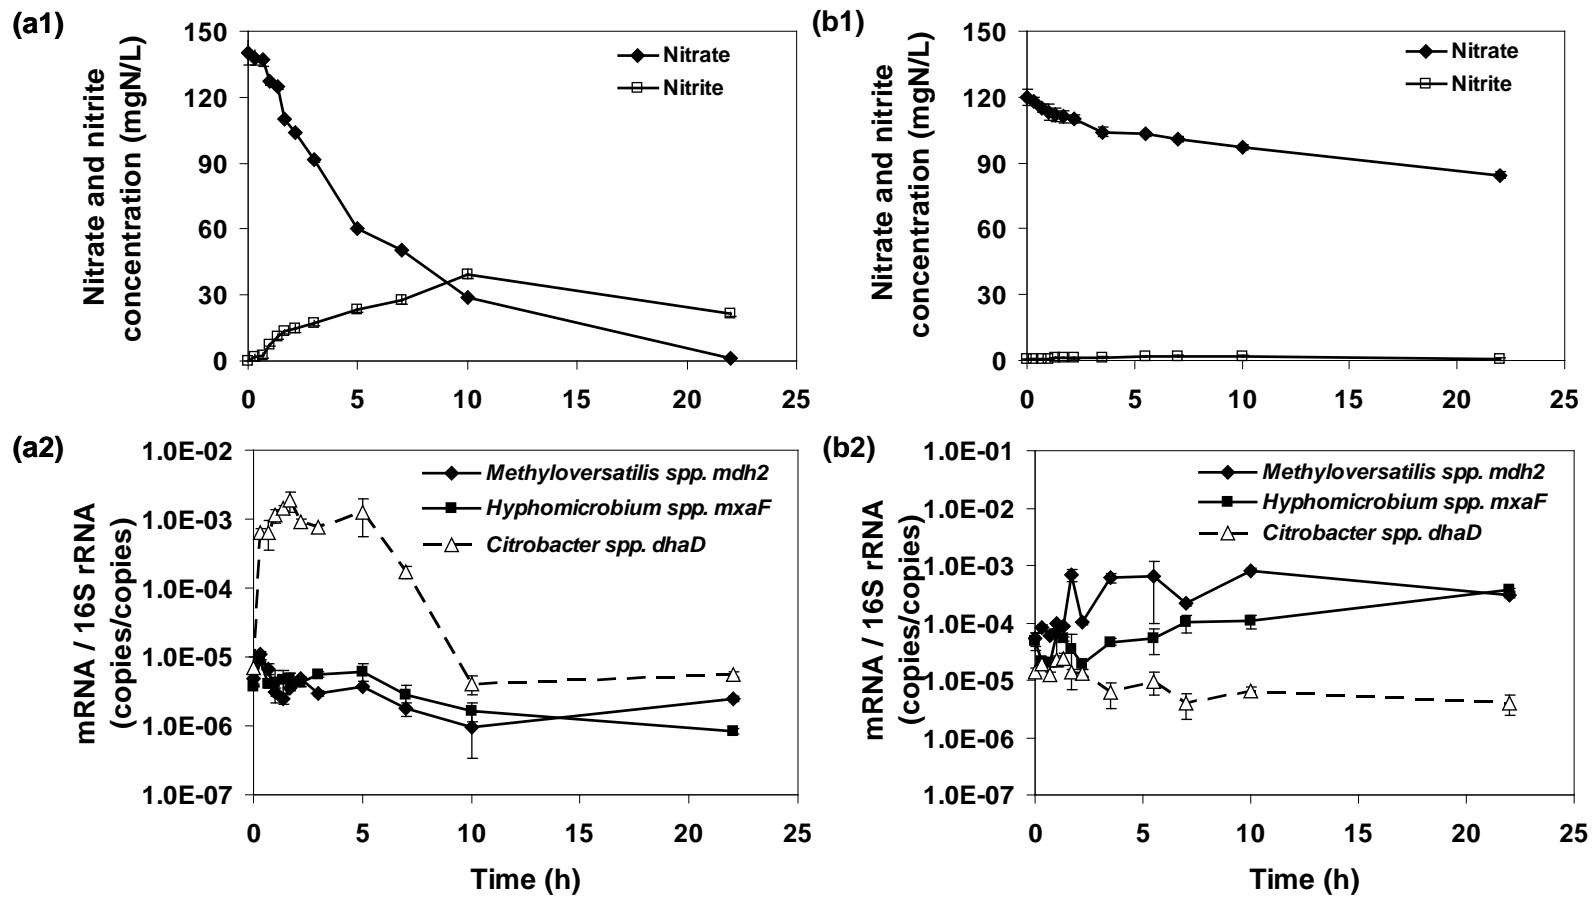 (a1)
Nitrate and nitrite
concentration (mgN/L)
150
120
90
60
30
0
Nitrate
Nitrite
0 5 10 15 20 25
(b1)
Nitrate and nitrite
concentration (mgN/L)
150
120
90
60
30
0
Nitrate
Nitrite
0 5 10 15 20 25
(a2)
mRNA / 16S rRNA
(copies/copies)
1.0E-02
1.0E-03
1.0E-04
1.0E-05
1.0E-06
1.0E-07
Methyloversatilis spp. mdh2
Hyphomicrobium spp. mxaF
Citrobacter spp. dhaD
0 5 10 15 20 25
Time (h)
(b2)
mRNA / 16S rRNA
(copies/copies)
1.0E-01
1.0E-02
1.0E-03
1.0E-04
1.0E-05
1.0E-06
1.0E-07
Methyloversatilis spp. mdh2
Hyphomicrobium spp. mxaF
Citrobacter spp. dhaD
0 5 10 15 20 25
Time (h)